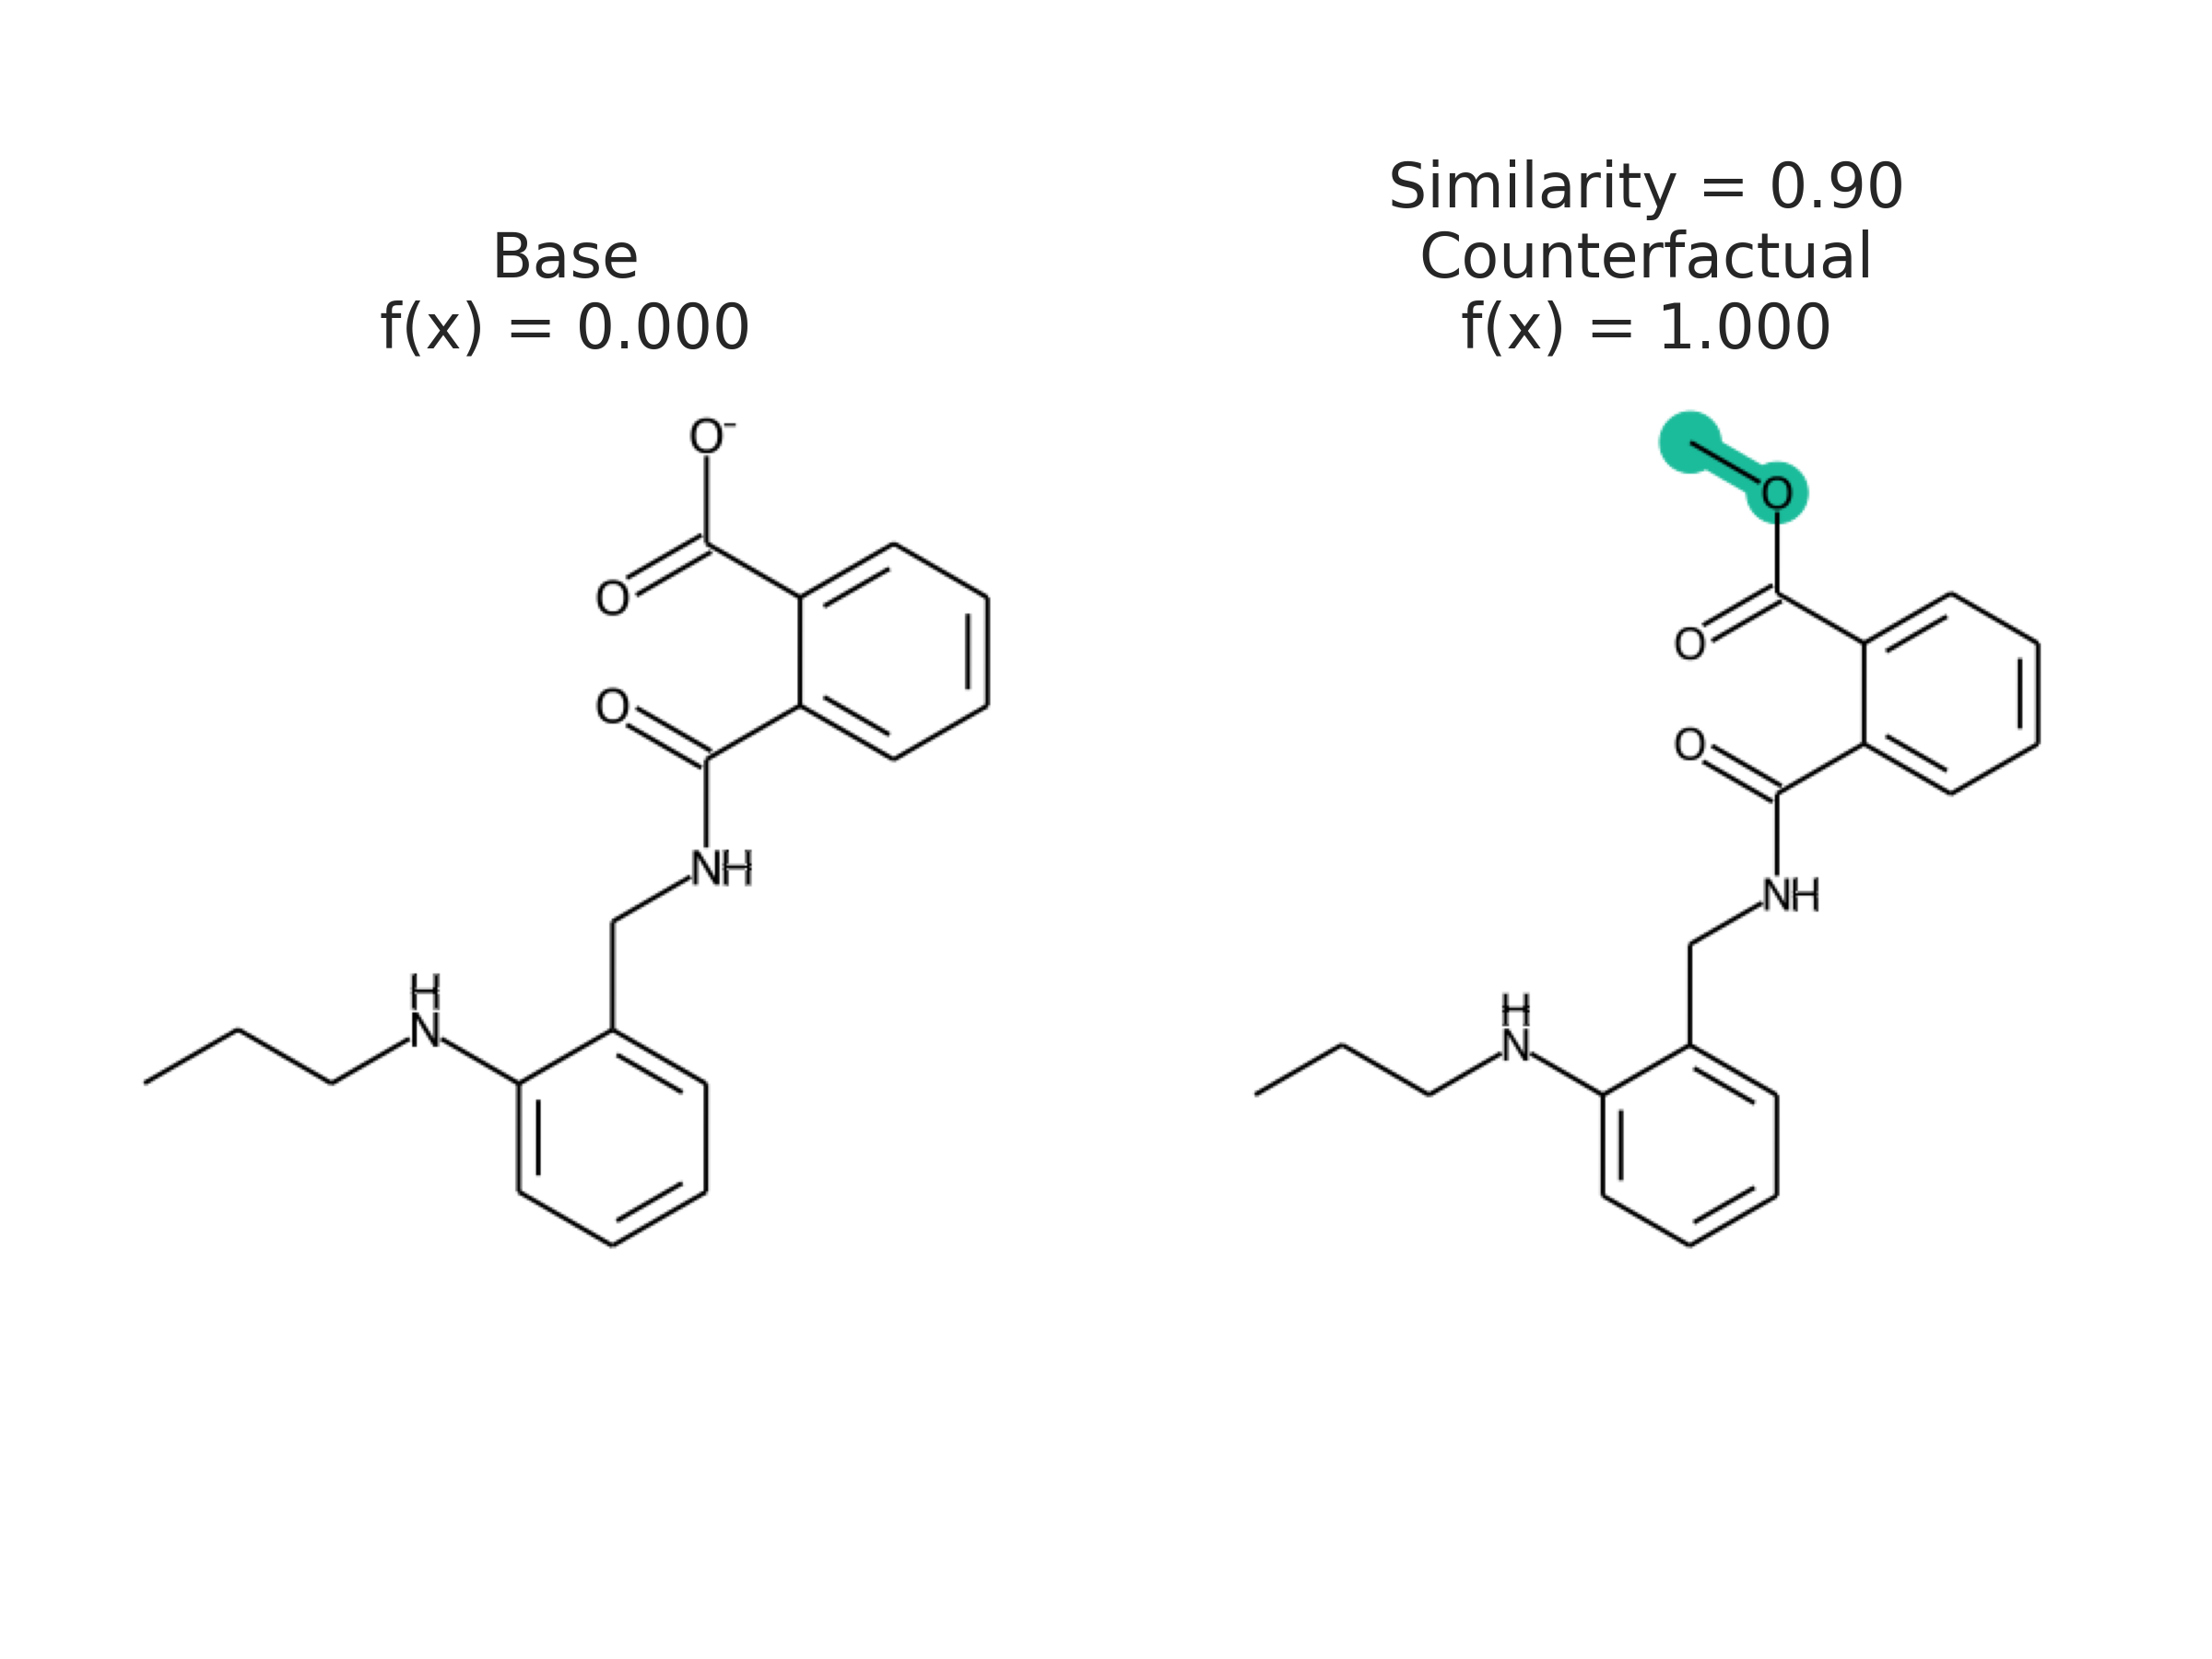 Base
f(x) = 0.000
O-
O
O
NH
H
N
Similarity = 0.90
Counterfactual
f(x) = 1.000
O
O
O
NH
H
N